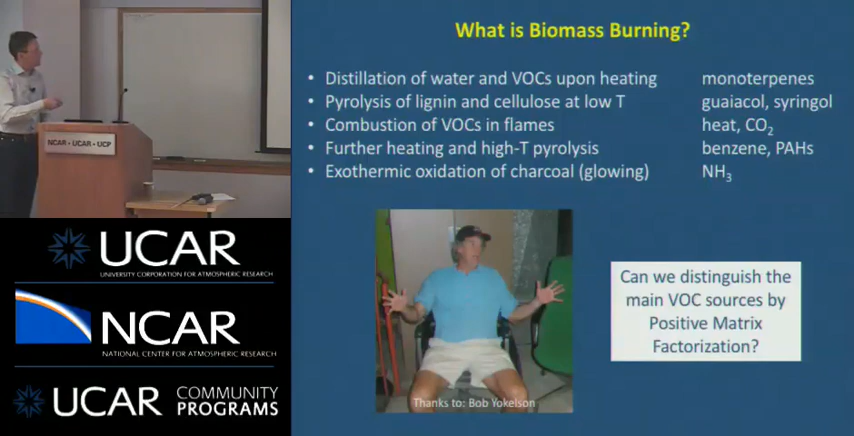 What is Biomass Burning?
• Distillation of water and VOCs upon heating monoterpenes
• Pyrolysis of lignin and cellulose at low T guaiacol, syringol
• Combustion of VOCs in flames heat, CO₂
• Further heating and high-T pyrolysis benzene, PAHs
• Exothermic oxidation of charcoal (glowing) NH₃
Can we distinguish the
main VOC sources by
Positive Matrix
Factorization?
Thanks to: Bob Yokelson
NCAR • UCAR • UCP
UCAR
UNIVERSITY CORPORATION FOR ATMOSPHERIC RESEARCH
NCAR
NATIONAL CENTER FOR ATMOSPHERIC RESEARCH
UCAR COMMUNITY
PROGRAMS